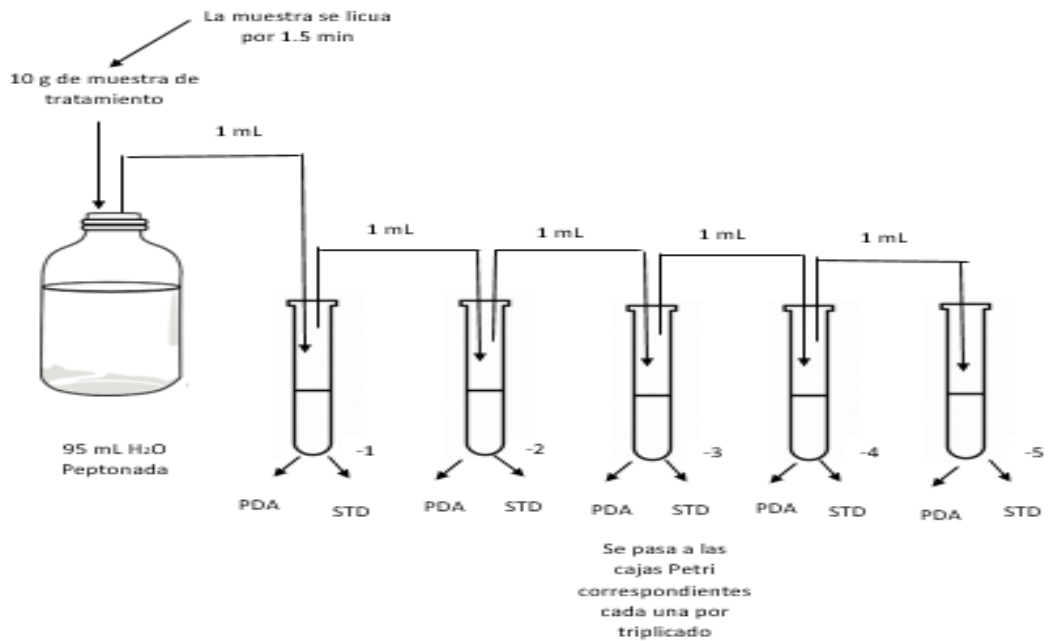 La muestra se licua
por 1.5 min
10 g de muestra de
tratamiento
1 mL
1 mL
1 mL
1 mL
1 mL
95 mL H₂O
Peptonada
-1
-2
-3
-4
-5
PDA
STD
PDA
STD
PDA
STD
PDA
STD
PDA
STD
Se pasa a las
cajas Petri
correspondientes
cada una por
triplicado